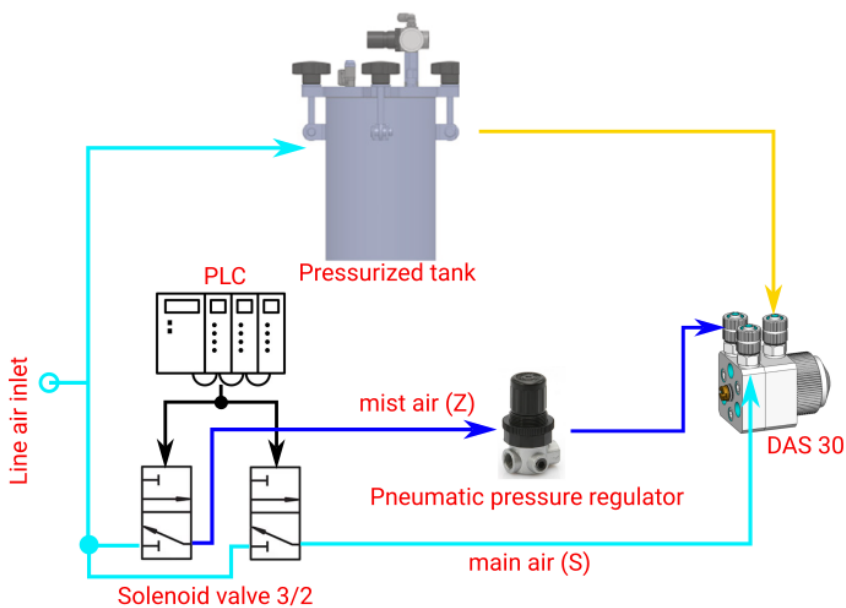 Pressurized tank
PLC
Line air inlet
mist air (Z)
DAS 30
Pneumatic pressure regulator
main air (S)
Solenoid valve 3/2